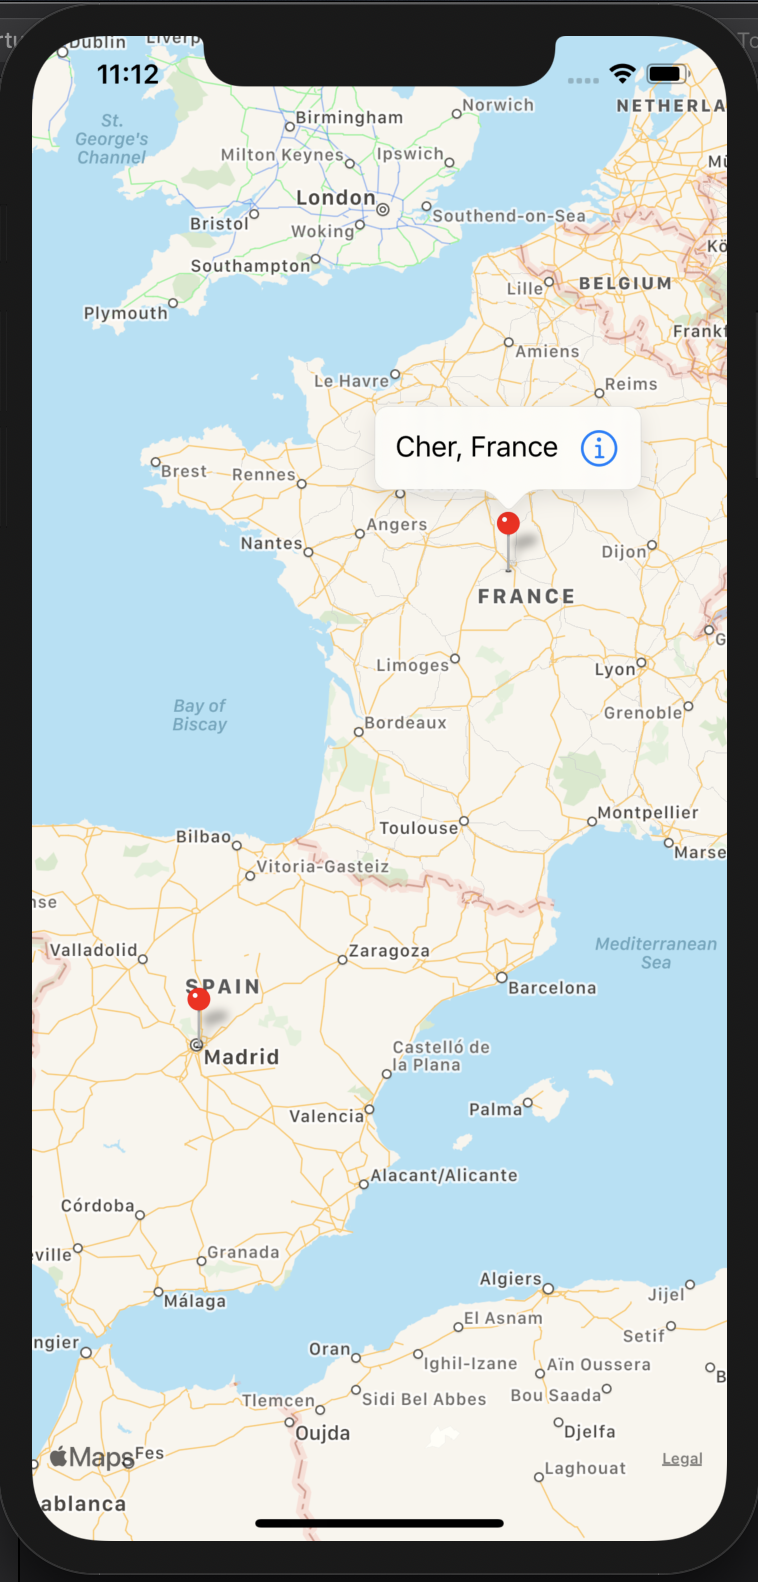 Dublin
11:12
Birmingham
Norwich
NETHERLA
St.
George's
Channel
Milton Keynes
Ipswich
London
Bristol
Southend-on-Sea
Woking
Southampton
Lille
BELGIUM
Plymouth
Frankf
Amiens
Le Havre
Reims
Cher, France
Brest
Rennes
Angers
Nantes
Dijon
FRANCE
Limoges
Lyon
Bay of
Biscay
Grenoble
Bordeaux
Toulouse
Montpellier
Bilbao
Marse
Vitoria-Gasteiz
nse
Valladolid
Zaragoza
Mediterranean
Sea
SPAIN
Barcelona
Madrid
Castelló de
la Plana
Valencia
Palma
Alacant/Alicante
Córdoba
eville
Granada
Málaga
Algiers
Jijel
El Asnam
Setif
ngier
Oran
Ighil-Izane
Aïn Oussera
Tlemcen
Sidi Bel Abbes
Bou Saada
Oujda
Djelfa
Maps
Fes
Legal
Laghouat
ablanca